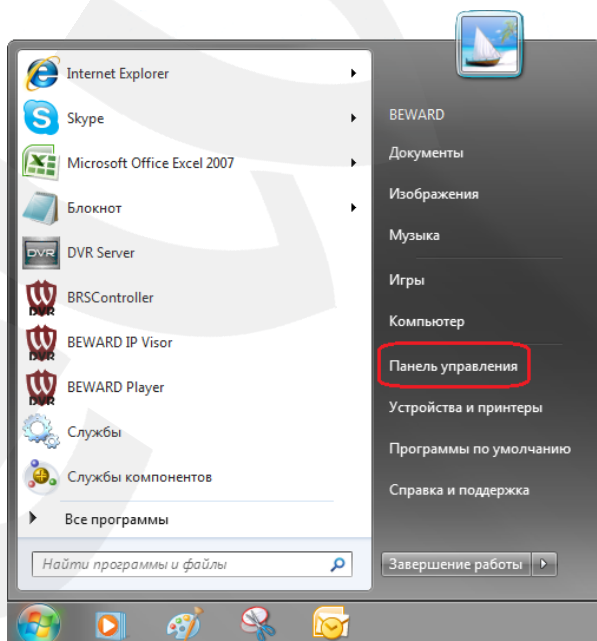 Internet Explorer
Skype
Microsoft Office Excel 2007
Блокнот
DVR Server
BRSController
BEWARD IP Visor
BEWARD Player
Службы
Службы компонентов
Все программы
Найти программы и файлы
BEWARD
Документы
Изображения
Музыка
Игры
Компьютер
Панель управления
Устройства и принтеры
Программы по умолчанию
Справка и поддержка
Завершение работы